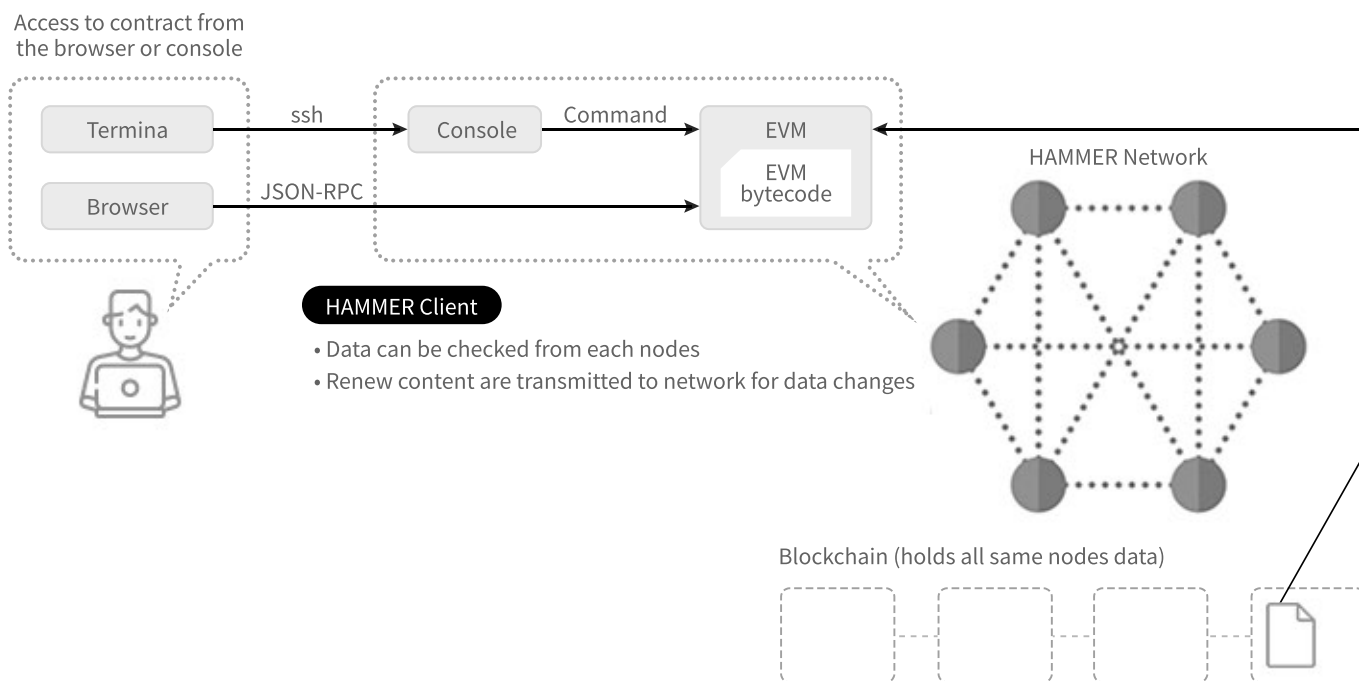 Access to contract from
the browser or console
Termina
ssh
Console
Command
EVM
HAMMER Network
EVM
bytecode
Browser
JSON-RPC
HAMMER Client
• Data can be checked from each nodes
• Renew content are transmitted to network for data changes
Blockchain (holds all same nodes data)